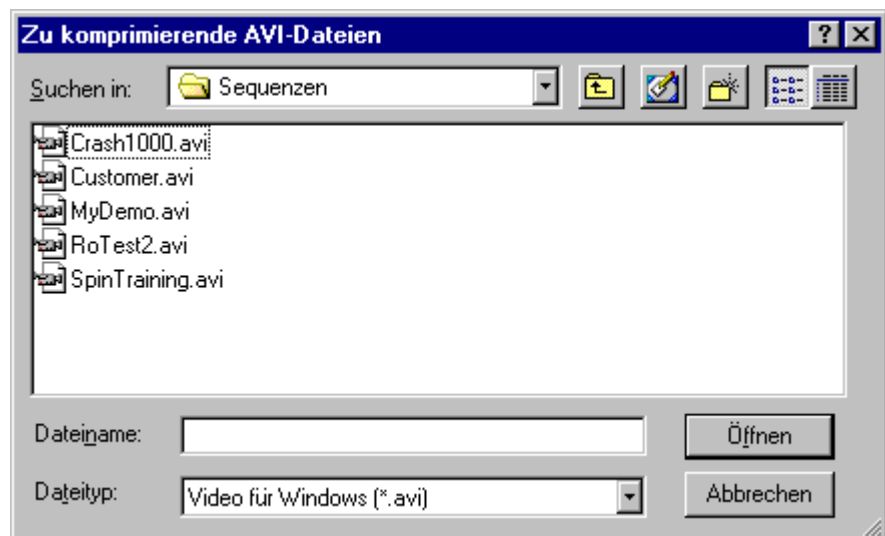 Zu komprimierende AVI-Dateien
Suchen in: Sequenzen
Crash1000.avi
Customer.avi
MyDemo.avi
RoTest2.avi
SpinTraining.avi
Dateiname: Öffnen
Dateityp: Video für Windows (*.avi) Abbrechen